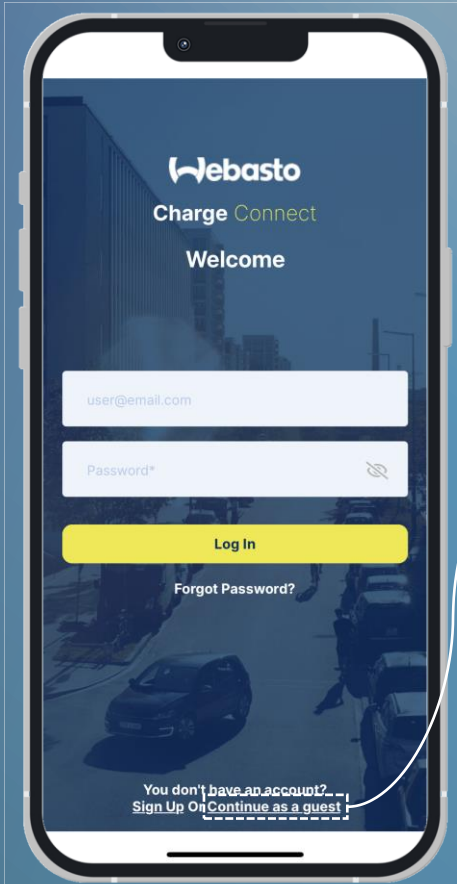 Webasto
Charge Connect
Welcome
user@email.com
Password*
Log In
Forgot Password?
You don't have an account?
Sign Up Or Continue as a guest